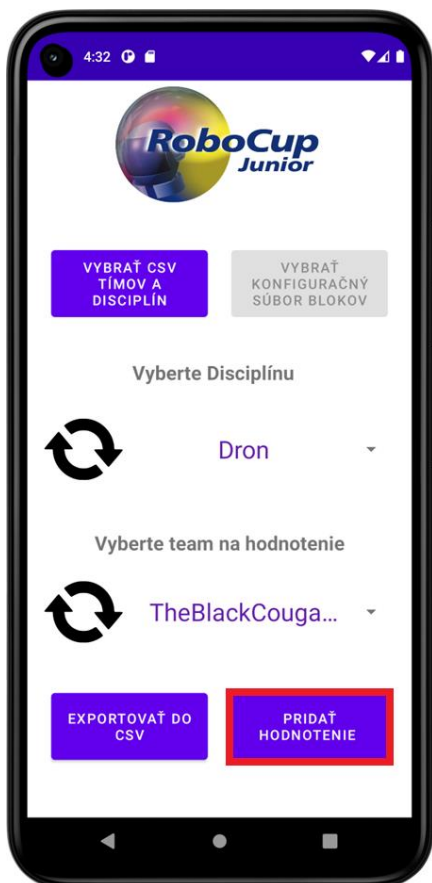 4:32
RoboCup
Junior
VYBRAŤ CSV
TÍMOV A
DISCIPLÍN
VYBRAŤ
KONFIGURAČNÝ
SÚBOR BLOKOV
Vyberte Disciplínu
Dron
Vyberte team na hodnotenie
TheBlackCouga...
EXPORTOVAŤ DO
CSV
PRIDAŤ
HODNOTENIE